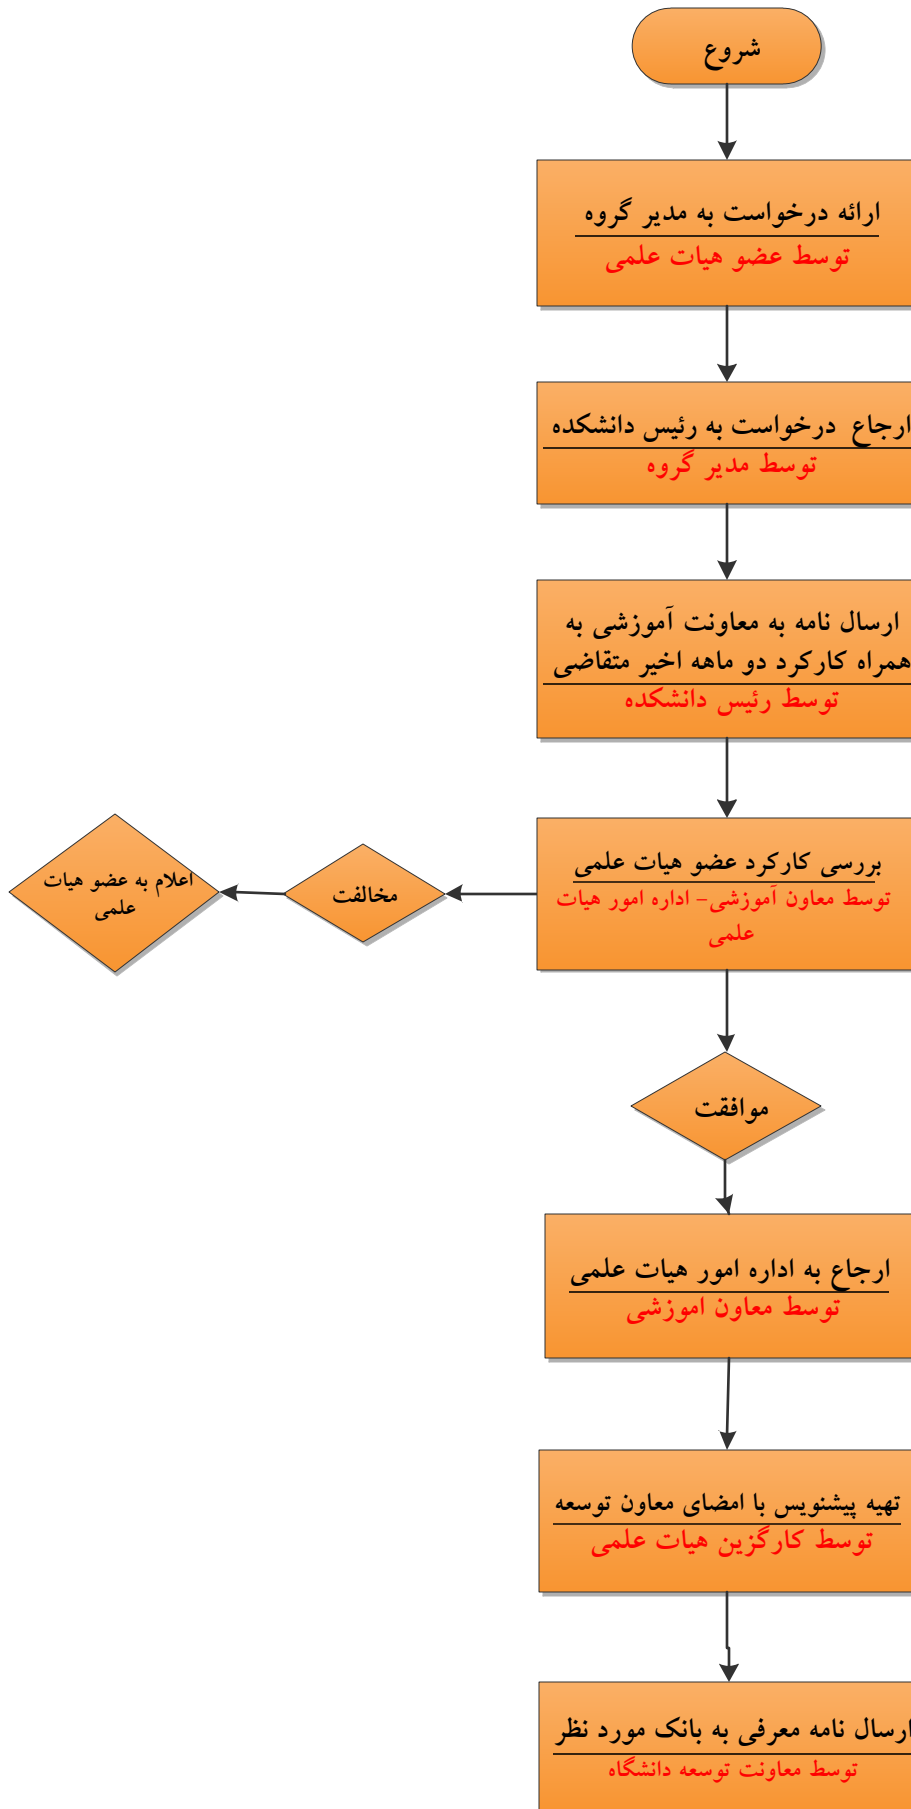 شروع
ارائه درخواست به مدیر گروه
توسط عضو هیات علمی
ارجاع درخواست به رئیس دانشکده
توسط مدیر گروه
ارسال نامه به معاونت آموزشی به
همراه کارکرد دو ماهه اخیر متقاضی
توسط رئیس دانشکده
بررسی کارکرد عضو هیات علمی
توسط معاون آموزشی- اداره امور هیات
علمی
مخالفت
اعلام به عضو هیات
علمی
موافقت
ارجاع به اداره امور هیات علمی
توسط معاون اموزشی
تهیه پیشنویس با امضای معاون توسعه
توسط کارگزین هیات علمی
ارسال نامه معرفی به بانک مورد نظر
توسط معاونت توسعه دانشگاه